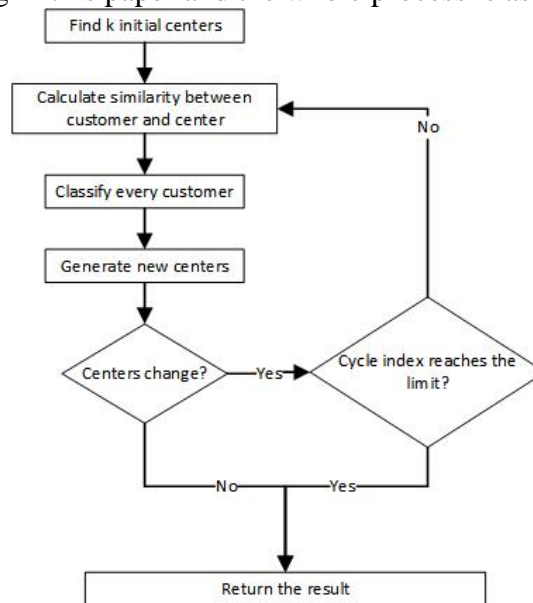 Find k initial centers
Calculate similarity between
customer and center
No
Classify every customer
Generate new centers
Centers change?
Yes
Cycle index reaches the
limit?
No
Yes
Return the result